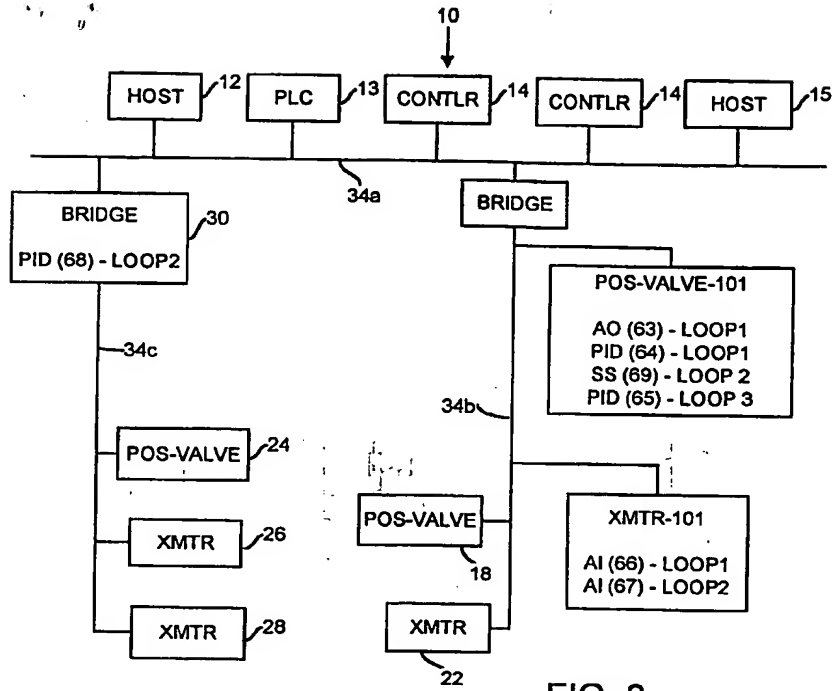 10
HOST 12
PLC 13
CONTLR 14
CONTLR 14
HOST 15
34a
BRIDGE 30
PID (68) - LOOP2
BRIDGE
POS-VALVE-101
AO (63) - LOOP1
PID (64) - LOOP1
SS (69) - LOOP 2
PID (65) - LOOP 3
34c
34b
POS-VALVE 24
XMTR 26
XMTR 28
POS-VALVE
18
XMTR
22
XMTR-101
AI (66) - LOOP1
AI (67) - LOOP2